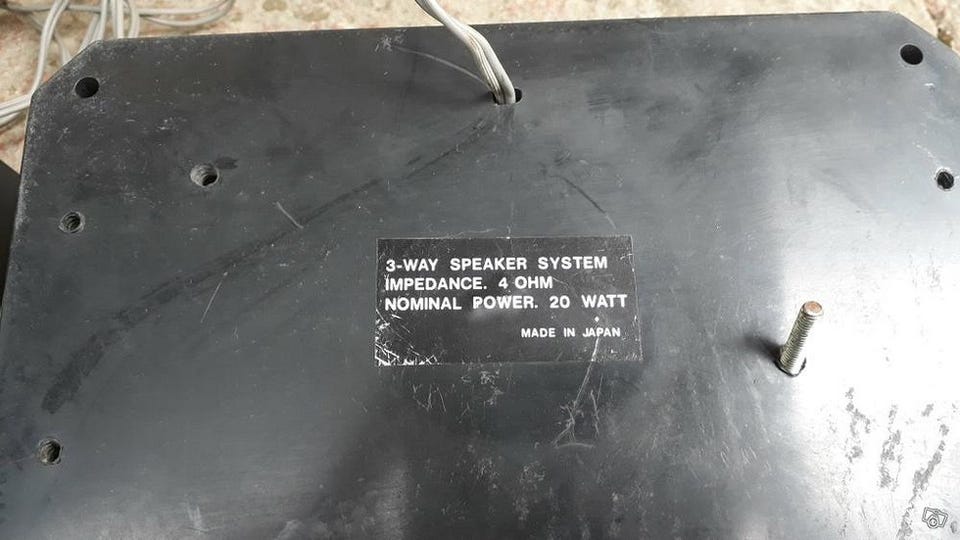 3-WAY SPEAKER SYSTEM
IMPEDANCE. 4 OHM
NOMINAL POWER. 20 WATT
MADE IN JAPAN